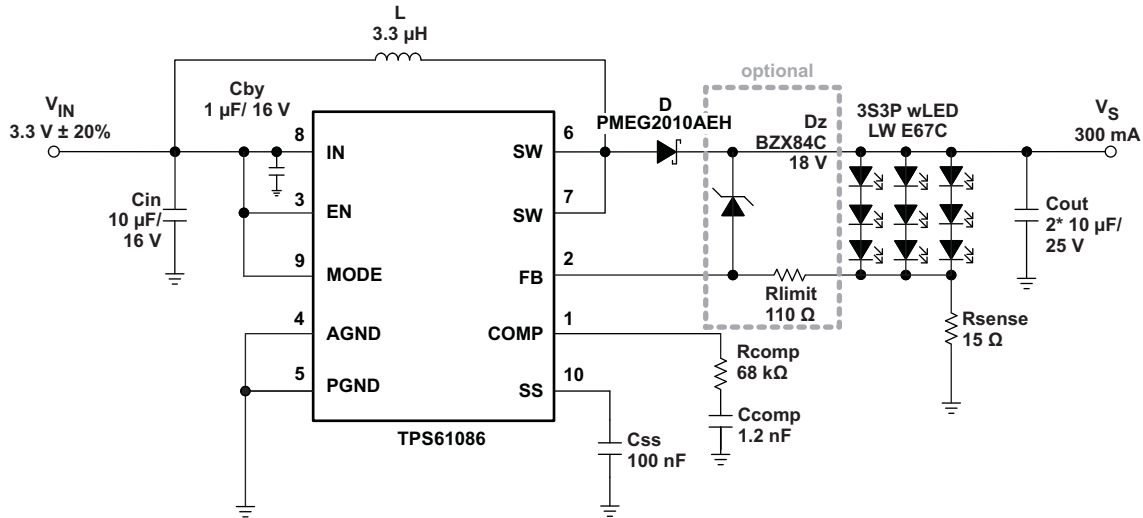 L
3.3 µH
optional
Cby
1 µF/ 16 V
VIN
3.3 V ± 20%
D
PMEG2010AEH
Dz
BZX84C
18 V
3S3P wLED
LW E67C
VS
300 mA
8
IN
6
SW
3
EN
7
SW
Cin
10 µF/
16 V
Cout
2* 10 µF/
25 V
9
MODE
2
FB
Rlimit
110 Ω
4
AGND
1
COMP
Rsense
15 Ω
Rcomp
68 kΩ
5
PGND
10
SS
Ccomp
1.2 nF
TPS61086
Css
100 nF